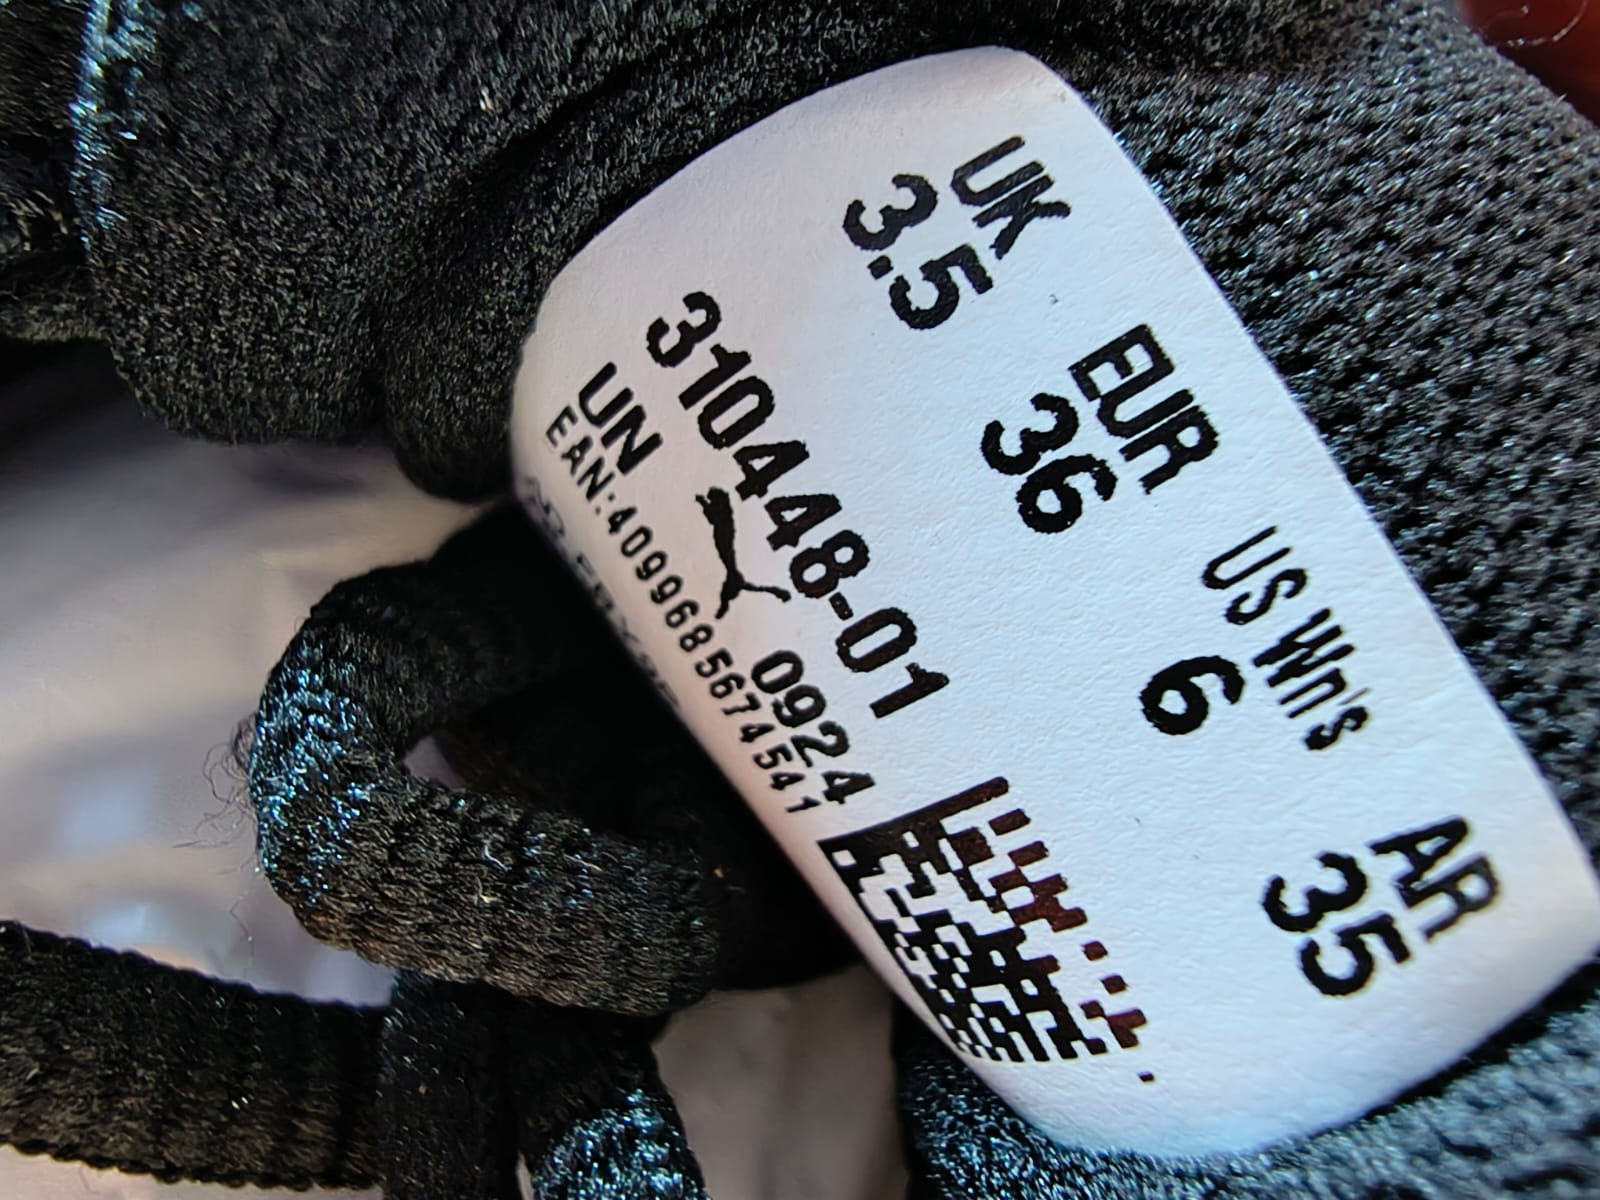 UK EUR US Wn's AR
3.5 36 6 35
310448-01
UN 0924
EAN:4099685674541